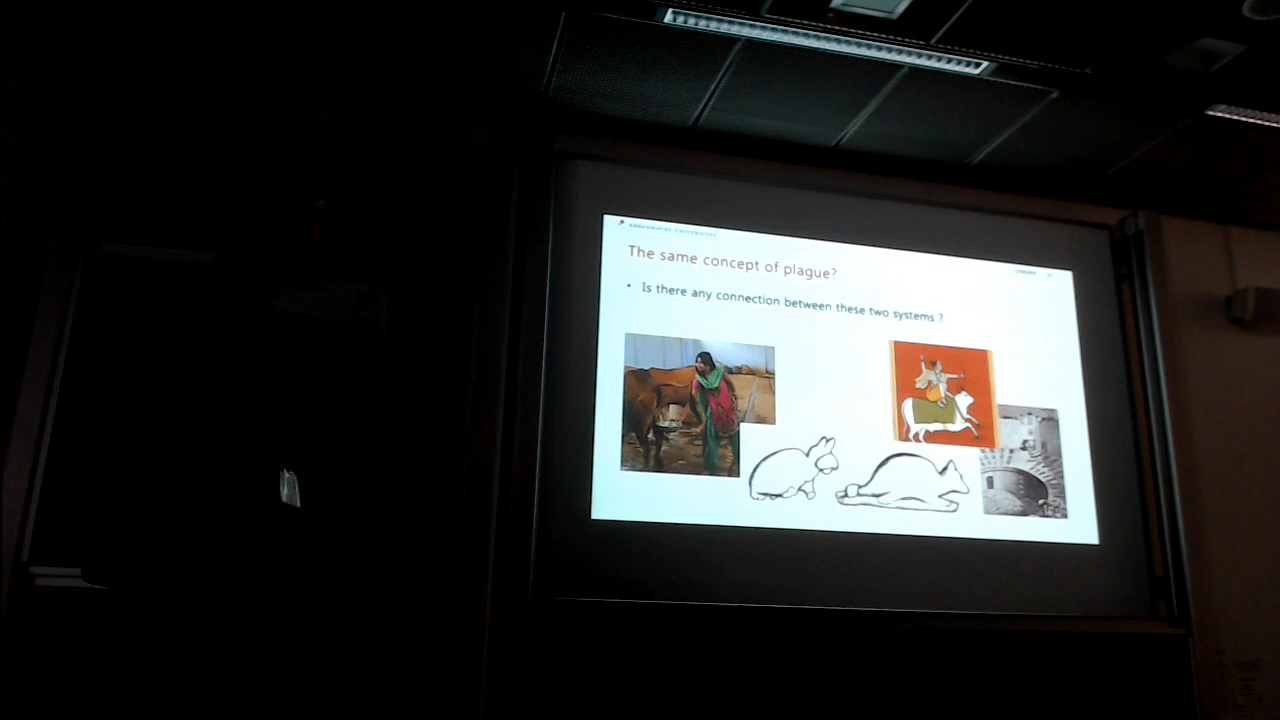 The same concept of plague?
• Is there any connection between these two systems ?